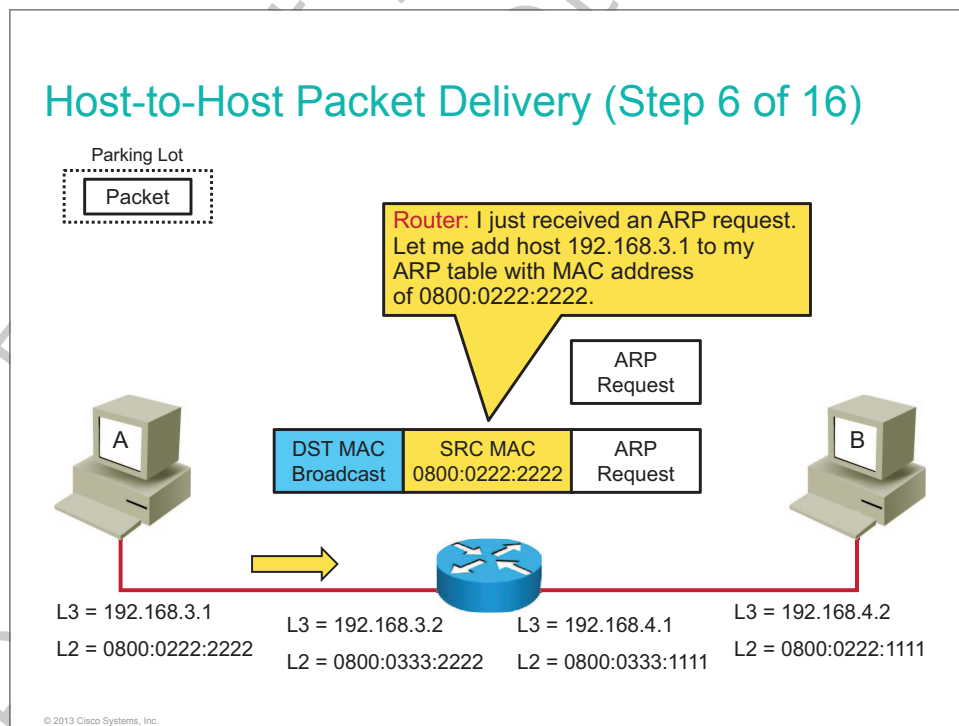 Host-to-Host Packet Delivery (Step 6 of 16)
Parking Lot
Packet
Router: I just received an ARP request.
Let me add host 192.168.3.1 to my
ARP table with MAC address
of 0800:0222:2222.
ARP
Request
A
B
DST MAC
Broadcast
SRC MAC
0800:0222:2222
ARP
Request
L3 = 192.168.3.1
L2 = 0800:0222:2222
L3 = 192.168.3.2
L2 = 0800:0333:2222
L3 = 192.168.4.1
L2 = 0800:0333:1111
L3 = 192.168.4.2
L2 = 0800:0222:1111
© 2013 Cisco Systems, Inc.